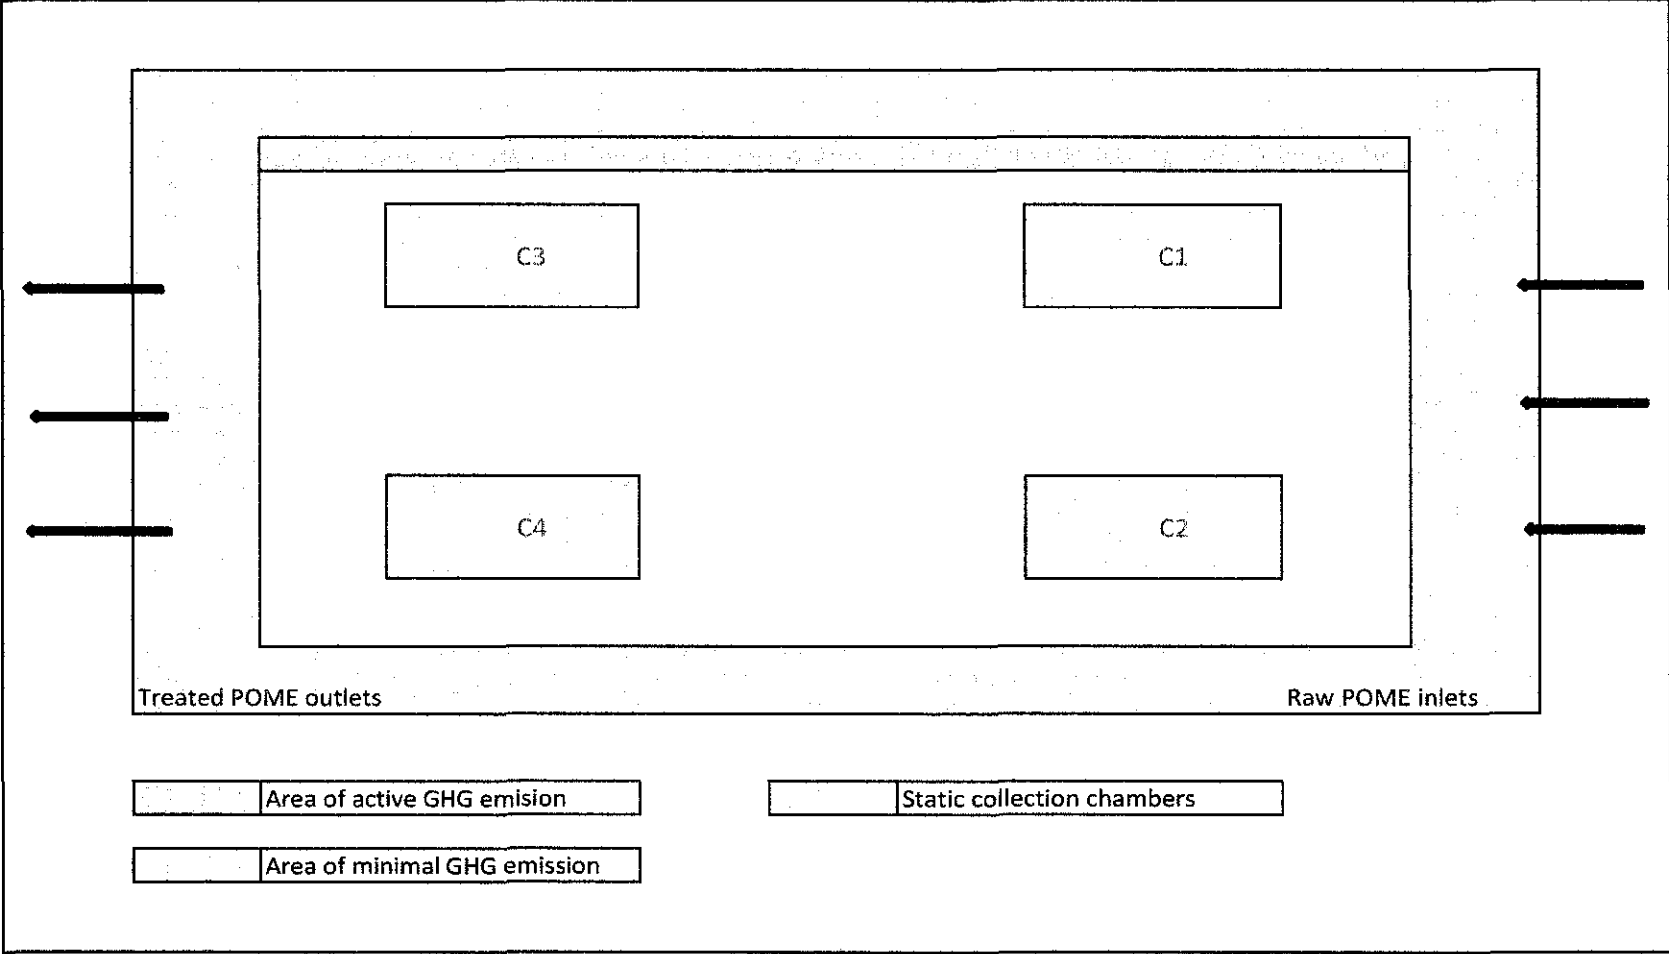 C3
C1
C4
C2
Treated POME outlets
Raw POME inlets
Area of active GHG emision
Static collection chambers
Area of minimal GHG emission